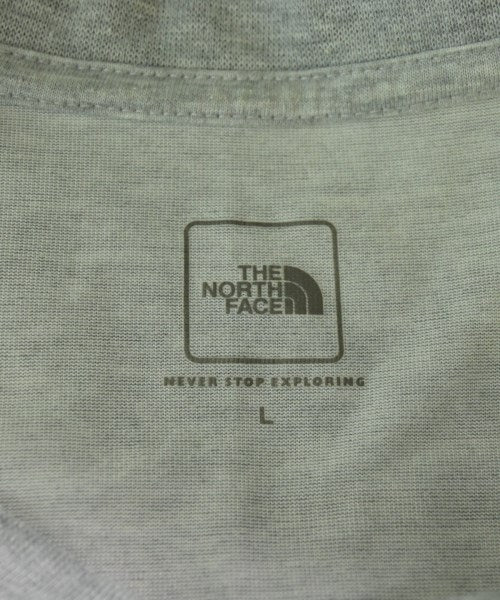 THE
NORTH
FACE
NEVER STOP EXPLORING
L